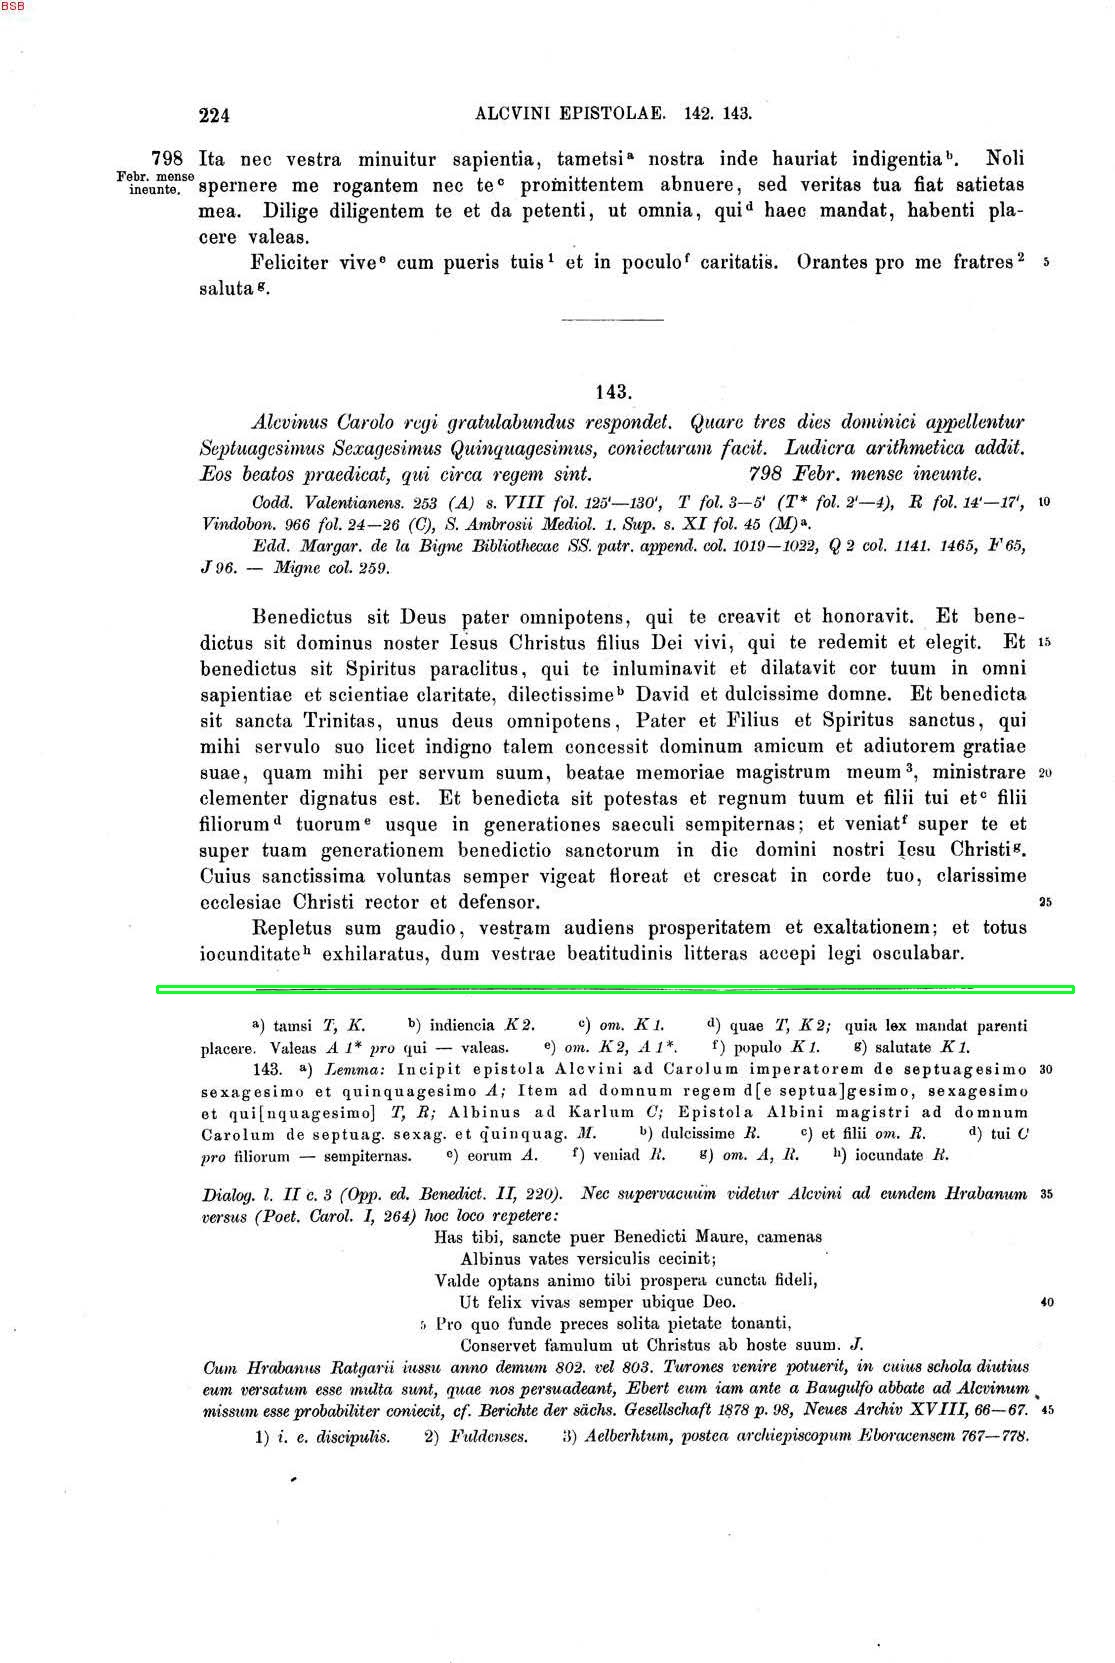 BSB
224 ALCVINI EPISTOLAE. 142. 143.
798 Ita nec vestra minuitur sapientia, tametsi a nostra inde hauriat indigentia b. Noli
Febr. mense
ineunte. spernere me rogantem nec te c promittentem abnuere, sed veritas tua fiat satietas
mea. Dilige diligentem te et da petenti, ut omnia, qui d haec mandat, habenti pla-
cere valeas.
Feliciter vive e cum pueris tuis 1 et in poculo f caritatis. Orantes pro me fratres 2 5
saluta g.
143.
Alcvinus Carolo regi gratulabundus respondet. Quare tres dies dominici appellentur
Septuagesimus Sexagesimus Quinquagesimus, coniecturam facit. Ludicra arithmetica addit.
Eos beatos praedicat, qui circa regem sint. 798 Febr. mense ineunte.
Codd. Valentianens. 253 (A) s. VIII fol. 125'—130', T fol. 3—5' (T* fol. 2'—4), R fol. 14'—17', 10
Vindobon. 966 fol. 24—26 (C), S. Ambrosii Mediol. 1. Sup. s. XI fol. 45 (M) a.
Edd. Margar. de la Bigne Bibliothecae SS. patr. append. col. 1019—1022, Q 2 col. 1141. 1465, F 65,
J 96. — Migne col. 259.
Benedictus sit Deus pater omnipotens, qui te creavit et honoravit. Et bene-
dictus sit dominus noster Iesus Christus filius Dei vivi, qui te redemit et elegit. Et 15
benedictus sit Spiritus paraclitus, qui te inluminavit et dilatavit cor tuum in omni
sapientiae et scientiae claritate, dilectissime b David et dulcissime domne. Et benedicta
sit sancta Trinitas, unus deus omnipotens, Pater et Filius et Spiritus sanctus, qui
mihi servulo suo licet indigno talem concessit dominum amicum et adiutorem gratiae
suae, quam mihi per servum suum, beatae memoriae magistrum meum 3, ministrare 20
clementer dignatus est. Et benedicta sit potestas et regnum tuum et filii tui et c filii
filiorum d tuorum e usque in generationes saeculi sempiternas; et veniat f super te et
super tuam generationem benedictio sanctorum in die domini nostri Iesu Christi g.
Cuius sanctissima voluntas semper vigeat floreat et crescat in corde tuo, clarissime
ecclesiae Christi rector et defensor. 25
Repletus sum gaudio, vestram audiens prosperitatem et exaltationem; et totus
iocunditate h exhilaratus, dum vestrae beatitudinis litteras accepi legi osculabar.
a) tamsi T, K. b) indiencia K 2. c) om. K 1. d) quae T, K 2; quia lex mandat parenti
placere. Valeas A 1* pro qui — valeas. e) om. K 2, A 1*. f) populo K 1. g) salutate K 1.
143. a) Lemma: Incipit epistola Alcvini ad Carolum imperatorem de septuagesimo 30
sexagesimo et quinquagesimo A; Item ad domnum regem d[e septua]gesimo, sexagesimo
et qui[nquagesimo] T, R; Albinus ad Karlum C; Epistola Albini magistri ad domnum
Carolum de septuag. sexag. et quinquag. M. b) dulcissime R. c) et filii om. R. d) tui C
pro filiorum — sempiternas. e) eorum A. f) veniad R. g) om. A, R. h) iocundate R.
Dialog. l. II c. 3 (Opp. ed. Benedict. II, 220). Nec supervacuum videtur Alcvini ad eundem Hrabanum 35
versus (Poet. Carol. I, 264) hoc loco repetere:
Has tibi, sancte puer Benedicti Maure, camenas
Albinus vates versiculis cecinit;
Valde optans animo tibi prospera cuncta fideli,
Ut felix vivas semper ubique Deo. 40
5 Pro quo funde preces solita pietate tonanti,
Conservet famulum ut Christus ab hoste suum. J.
Cum Hrabanus Ratgarii iussu anno demum 802. vel 803. Turones venire potuerit, in cuius schola diutius
eum versatum esse multa sunt, quae nos persuadeant, Ebert eum iam ante a Baugulfo abbate ad Alcvinum
missum esse probabiliter coniecit, cf. Berichte der sächs. Gesellschaft 1878 p. 98, Neues Archiv XVIII, 66—67. 45
1) i. e. discipulis. 2) Fuldenses. 3) Aelberhtum, postea archiepiscopum Eboracensem 767—778.